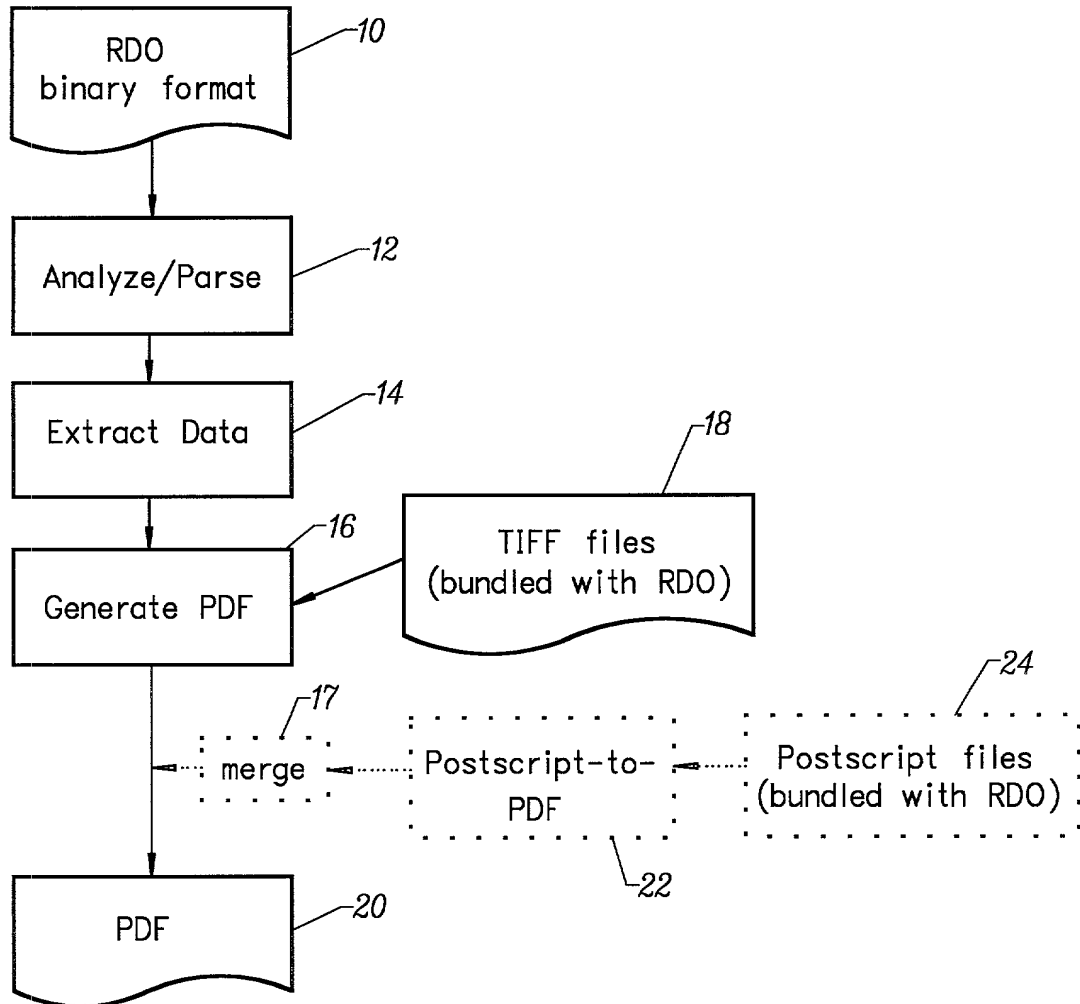 10
RDO
binary format
12
Analyze/Parse
14
Extract Data
18
16
TIFF files
(bundled with RDO)
Generate PDF
24
17
Postscript files
(bundled with RDO)
Postscript-to-
PDF
merge
22
20
PDF